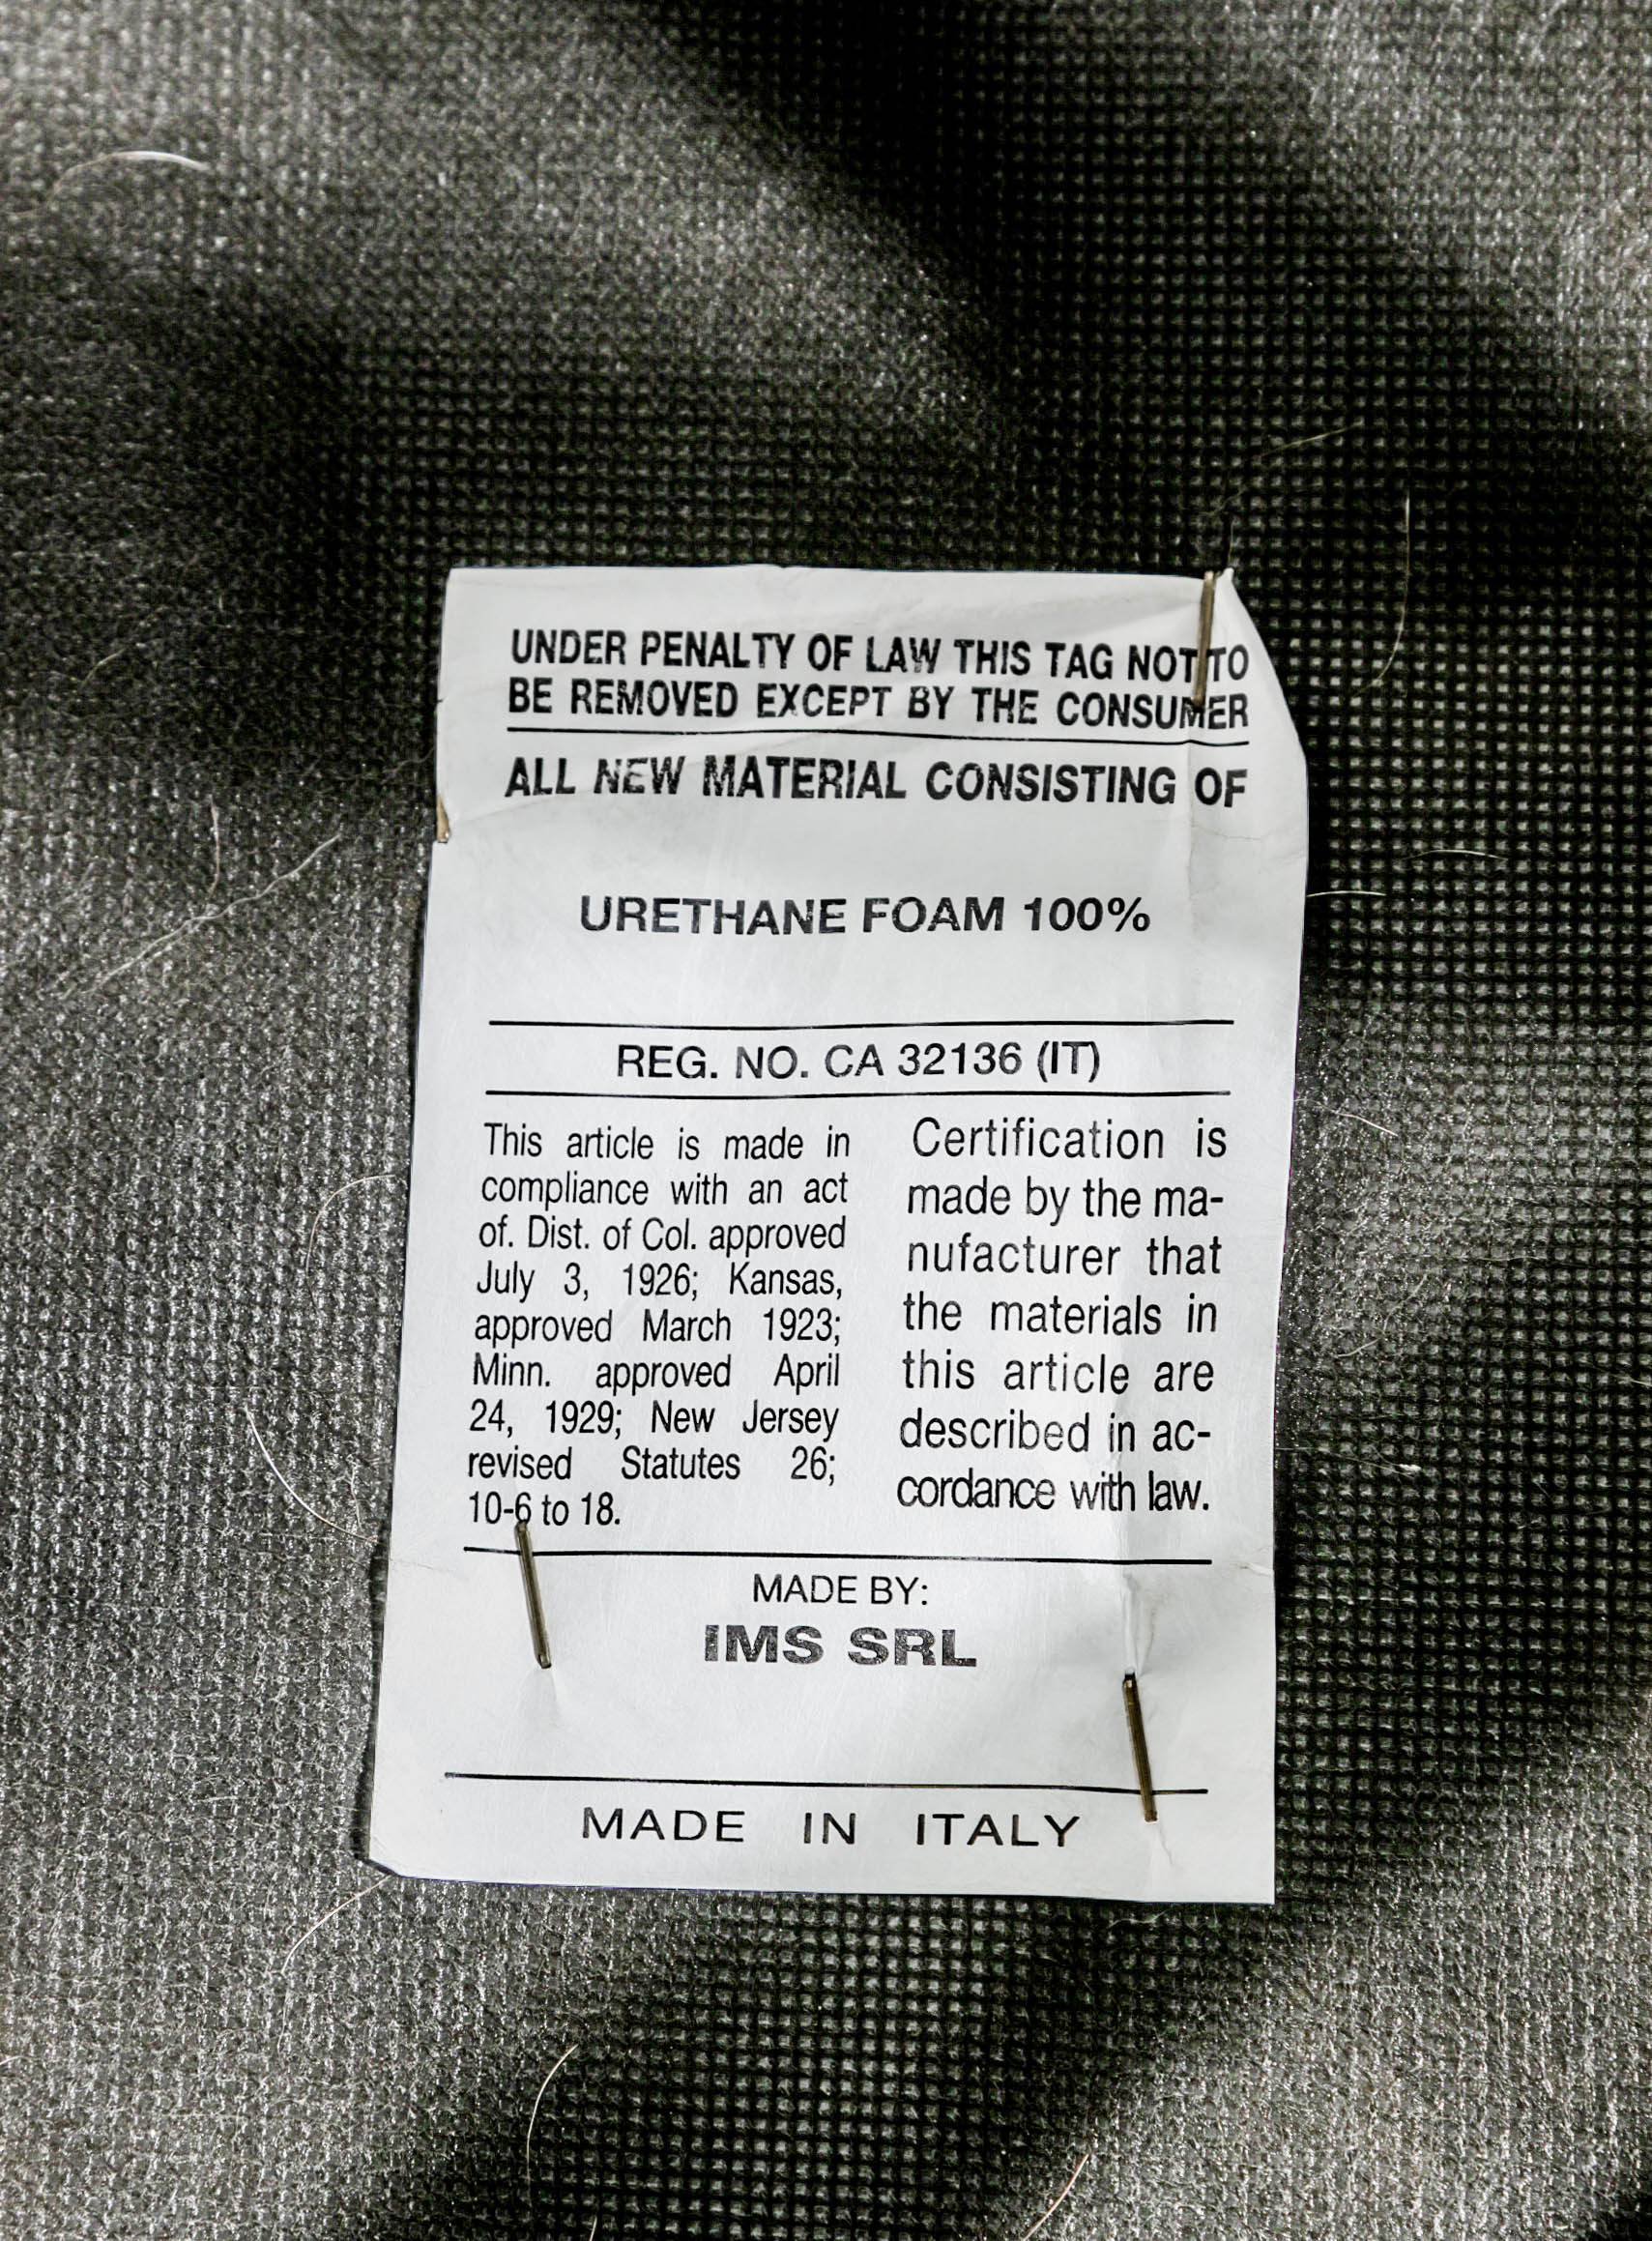 UNDER PENALTY OF LAW THIS TAG NOT TO
BE REMOVED EXCEPT BY THE CONSUMER
ALL NEW MATERIAL CONSISTING OF
URETHANE FOAM 100%
REG. NO. CA 32136 (IT)
This article is made in
compliance with an act
of. Dist. of Col. approved
July 3, 1926; Kansas,
approved March 1923;
Minn. approved April
24, 1929; New Jersey
revised Statutes 26;
10-6 to 18.
Certification is
made by the ma-
nufacturer that
the materials in
this article are
described in ac-
cordance with law.
MADE BY:
IMS SRL
MADE IN ITALY